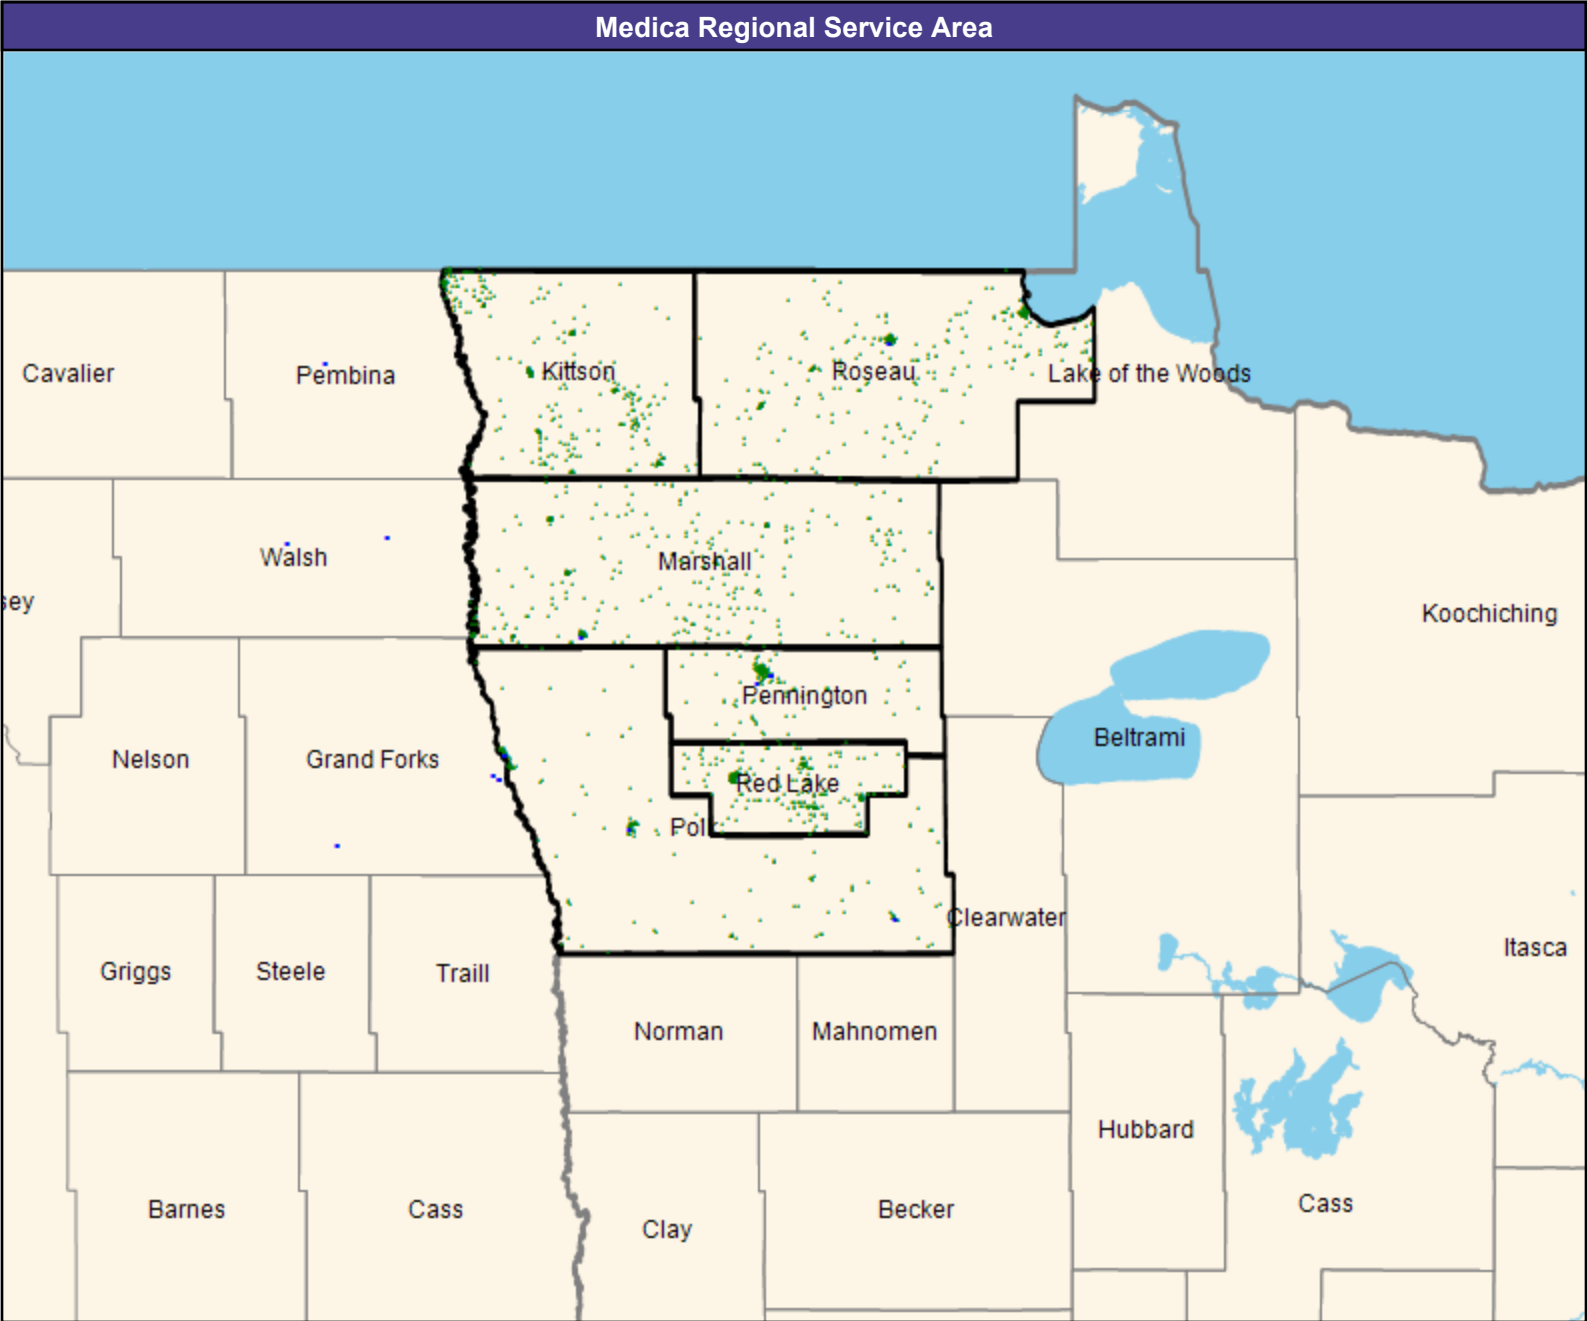 Medica Regional Service Area
Cavalier
Pembina
Kittson
Roseau
Lake of the Woods
Walsh
Marshall
sey
Koochiching
Pennington
Nelson
Grand Forks
Beltrami
Red Lake
Pol
Clearwater
Griggs
Steele
Traill
Itasca
Norman
Mahnomen
Hubbard
Barnes
Cass
Clay
Becker
Cass